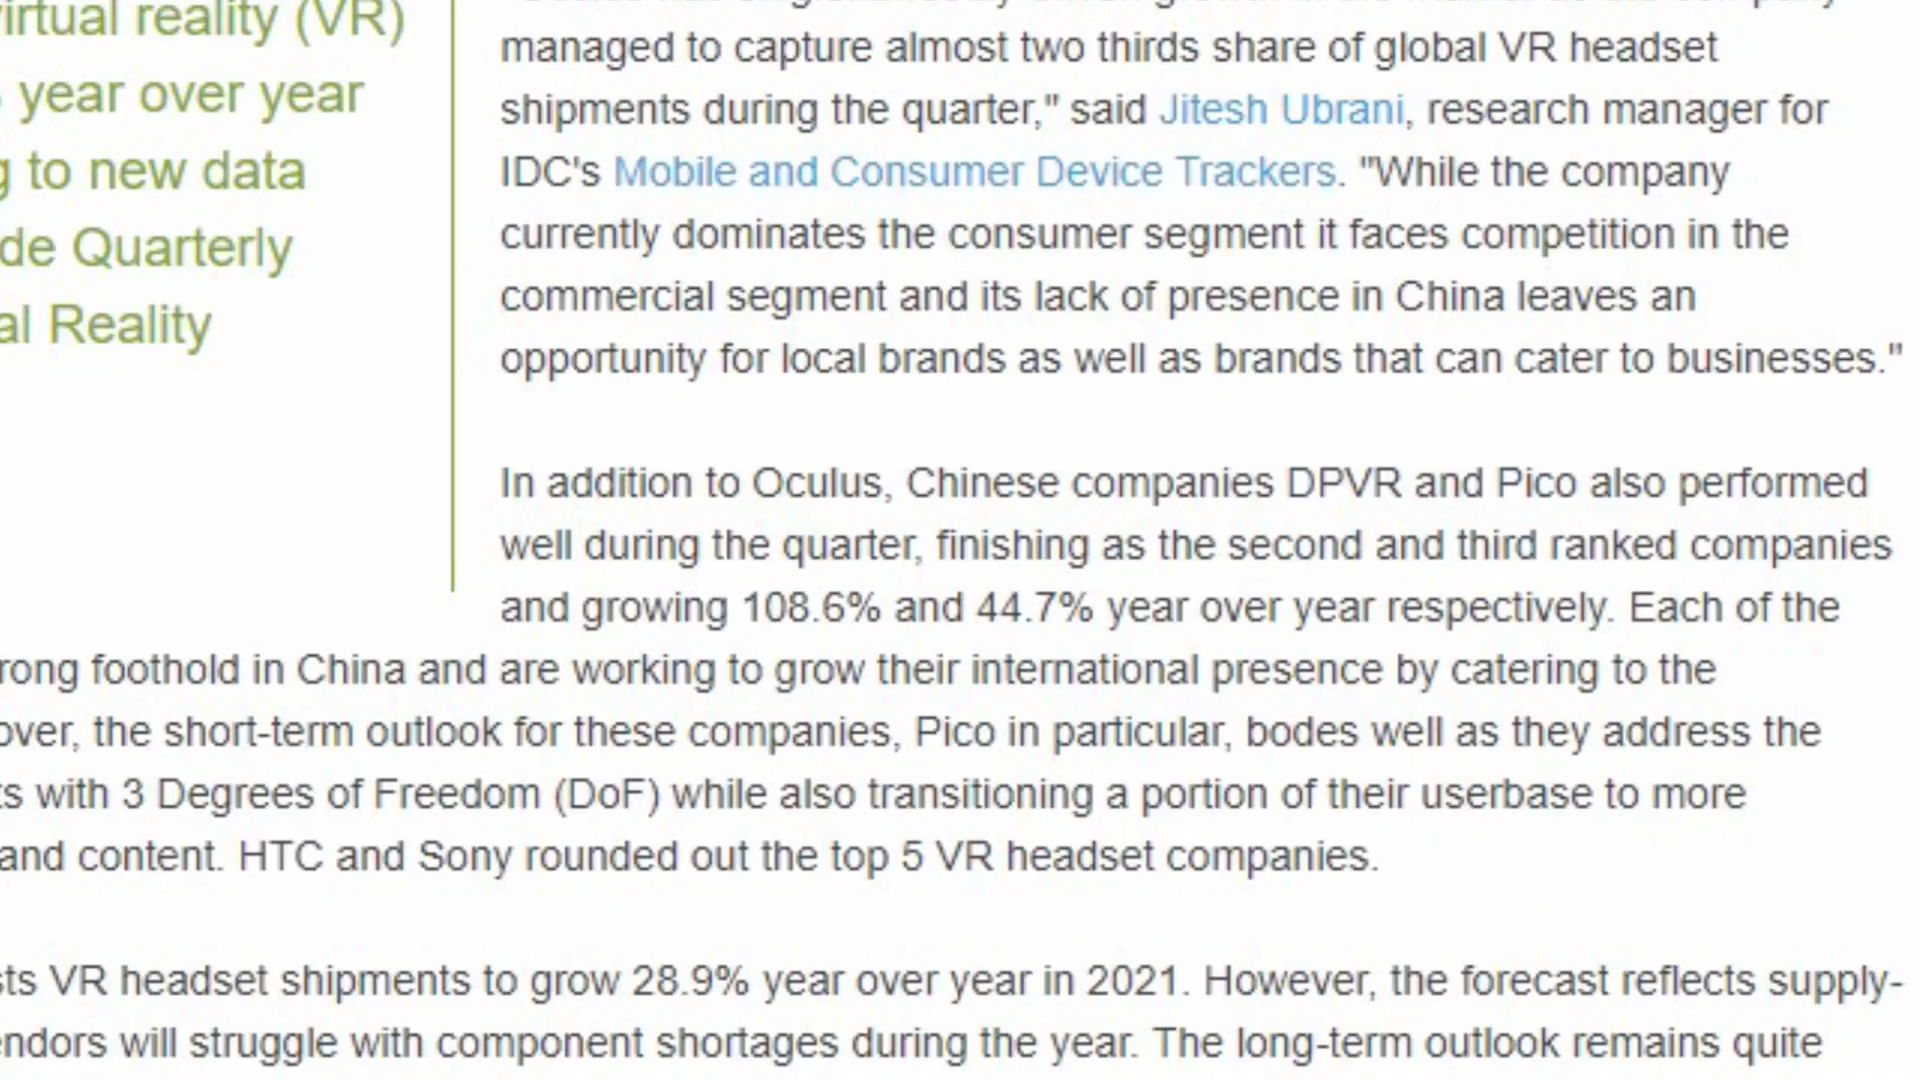 virtual reality (VR)
year over year
to new data
Quarterly
Reality
managed to capture almost two thirds share of global VR headset
shipments during the quarter," said Jitesh Ubrani, research manager for
IDC's Mobile and Consumer Device Trackers. "While the company
currently dominates the consumer segment it faces competition in the
commercial segment and its lack of presence in China leaves an
opportunity for local brands as well as brands that can cater to businesses."
In addition to Oculus, Chinese companies DPVR and Pico also performed
well during the quarter, finishing as the second and third ranked companies
and growing 108.6% and 44.7% year over year respectively. Each of the
foothold in China and are working to grow their international presence by catering to the
the short-term outlook for these companies, Pico in particular, bodes well as they address the
with 3 Degrees of Freedom (DoF) while also transitioning a portion of their userbase to more
and content. HTC and Sony rounded out the top 5 VR headset companies.
VR headset shipments to grow 28.9% year over year in 2021. However, the forecast reflects supply-
will struggle with component shortages during the year. The long-term outlook remains quite